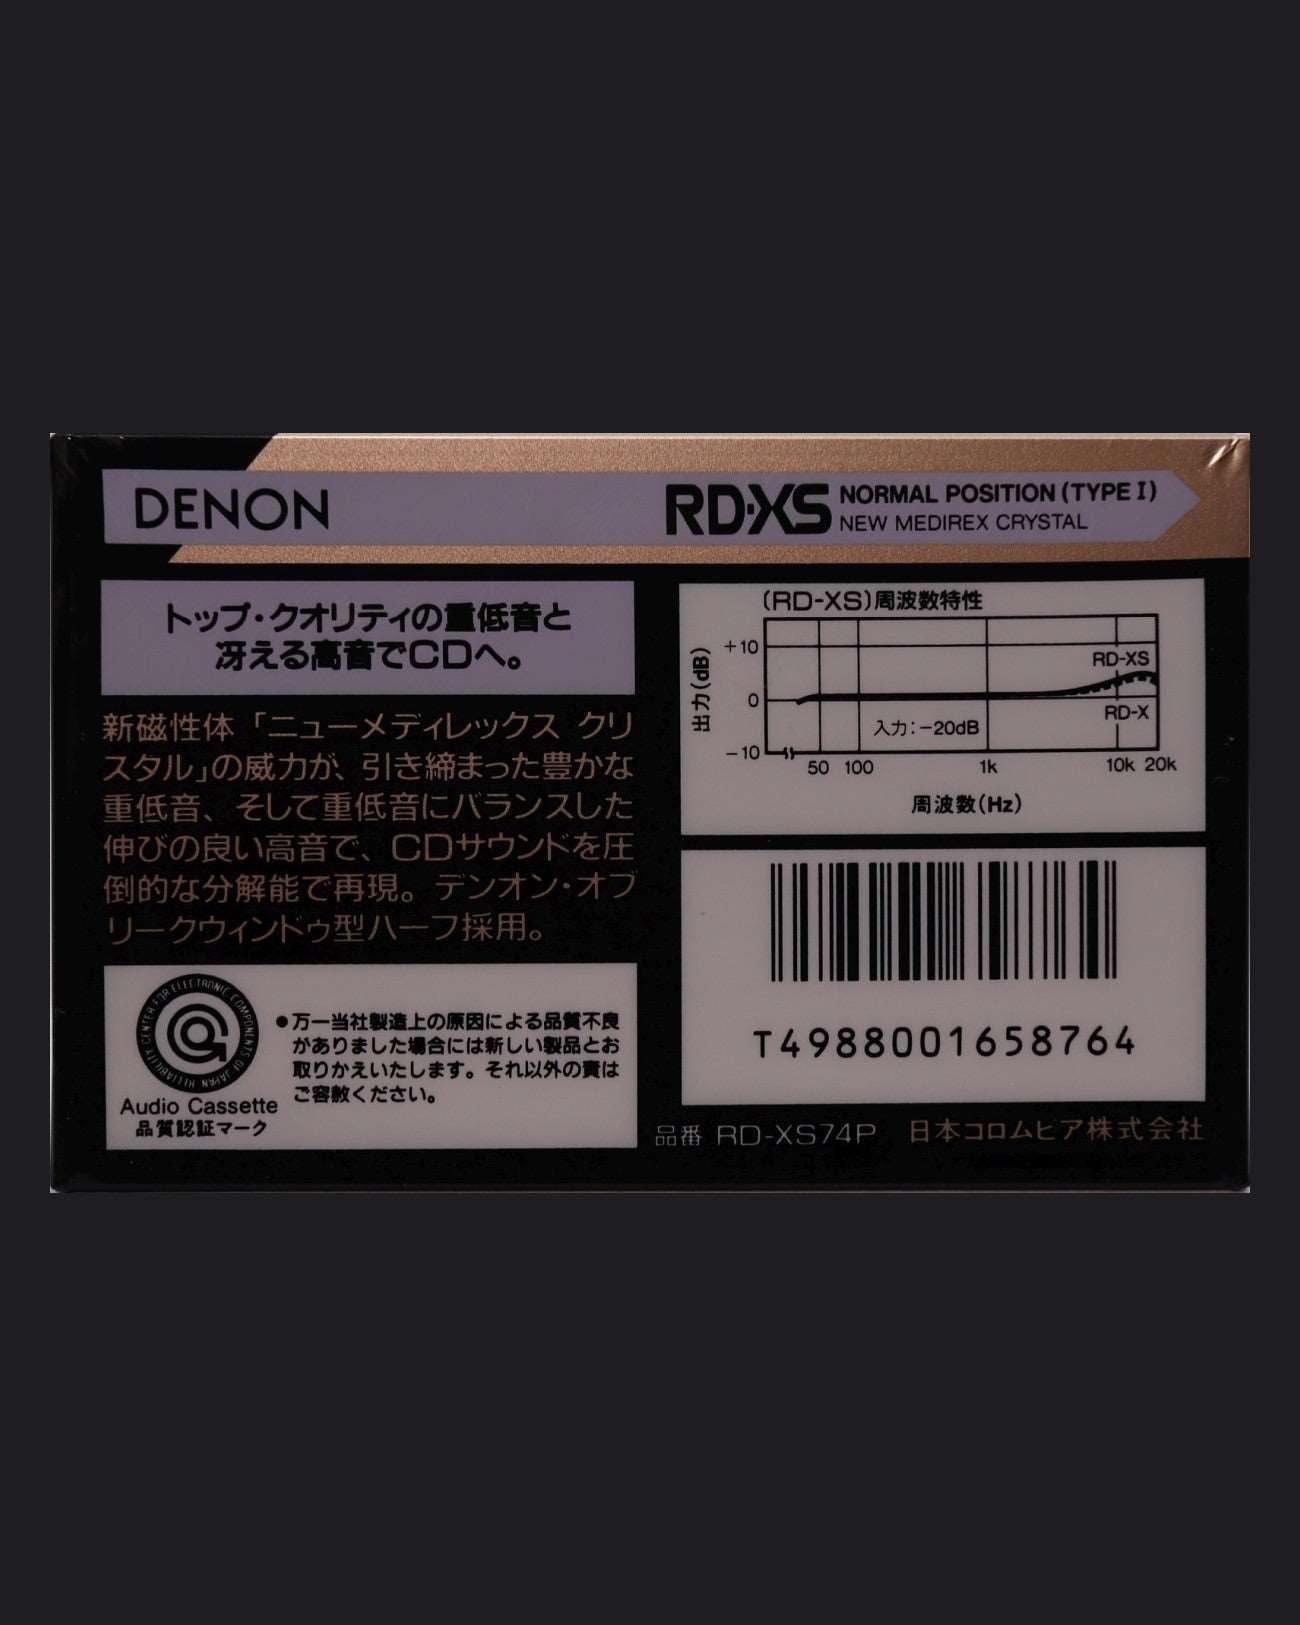 DENON
RD-XS NORMAL POSITION (TYPE I)
NEW MEDIREX CRYSTAL
トップ・クオリティの重低音と
冴える高音でCDへ。
新磁性体「ニューメディレックス クリ
スタル」の威力が、引き締まった豊かな
重低音、そして重低音にバランスした
伸びの良い高音で、CDサウンドを圧
倒的な分解能で再現。デンオン・オブ
リークウィンドゥ型ハーフ採用。
RELIABILITY CENTER FOR ELECTRONIC COMPONENTS OF JAPAN
Audio Cassette
品質認証マーク
●万一当社製造上の原因による品質不良
がありました場合には新しい製品とお
取りかえいたします。それ以外の責は
ご容赦ください。
(RD-XS)周波数特性
出力(dB)
+10
0
-10
RD-XS
RD-X
入力:-20dB
50 100 1k 10k 20k
周波数(Hz)
T4988001658764
品番 RD-XS74P 日本コロムビア株式会社